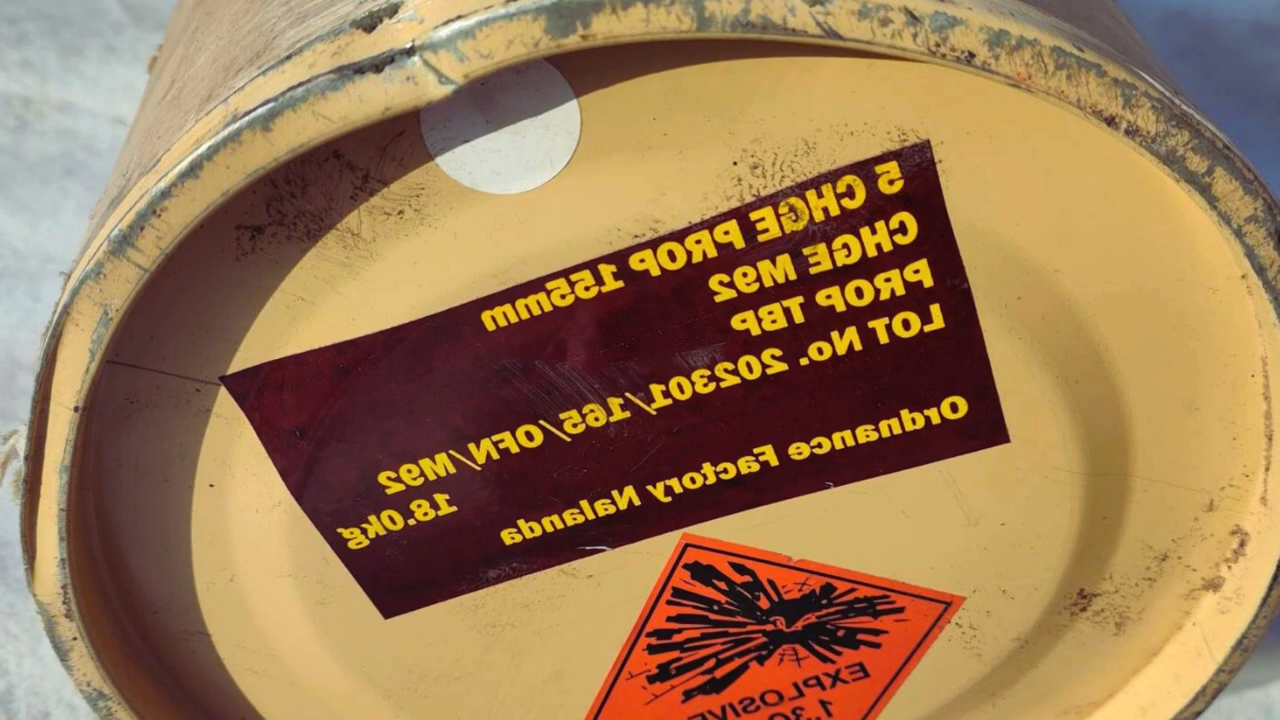 5 CHGE PROP 155mm
CHGE M92
PROP TBP
LOT No. 202301/165/OFN/M92
18.0kg
Ordnance Factory Nalanda
EXPLOSIVE